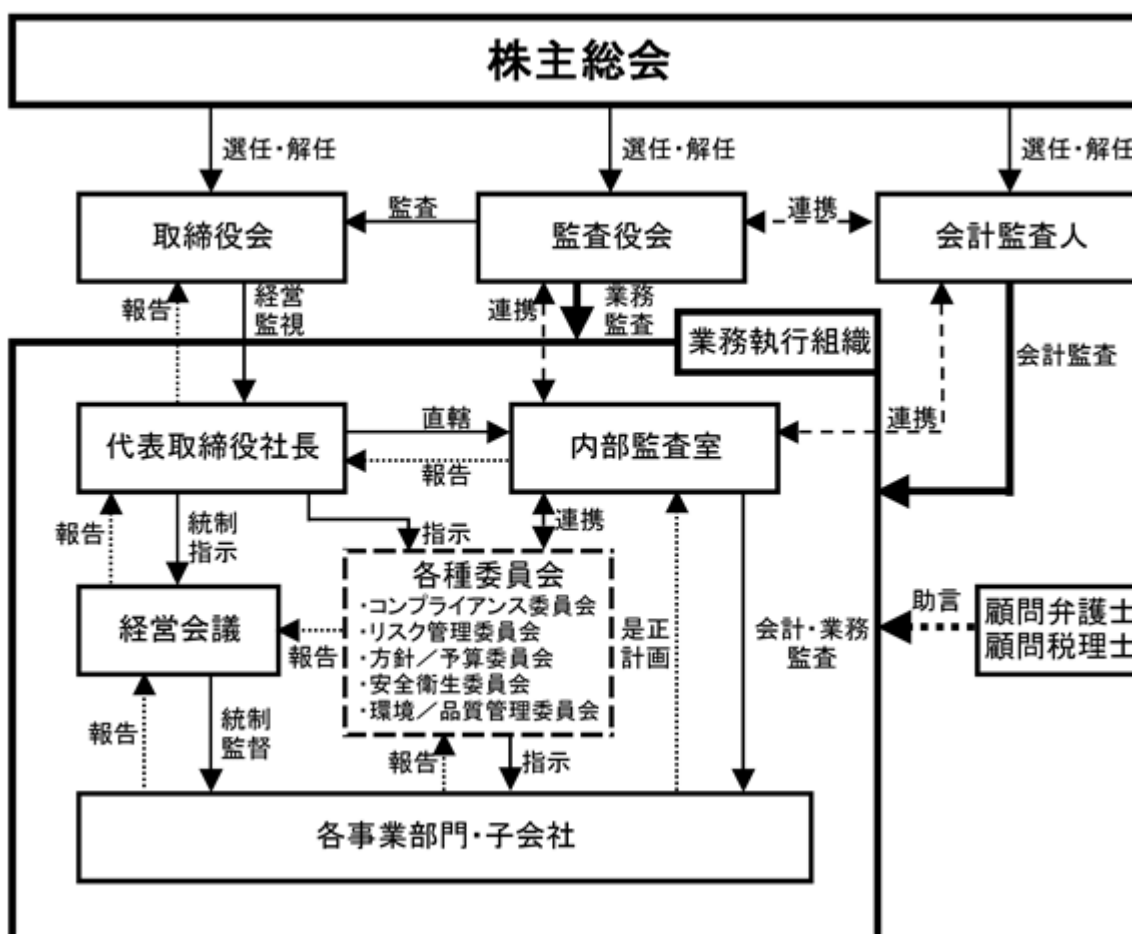 株主総会
選任・解任
選任・解任
選任・解任
取締役会
監査
監査役会
連携
会計監査人
報告
経営
監視
連携
業務
監査
業務執行組織
会計監査
代表取締役社長
直轄
報告
内部監査室
連携
報告
統制
指示
指示
連携
経営会議
報告
各種委員会
・コンプライアンス委員会
・リスク管理委員会
・方針／予算委員会
・安全衛生委員会
・環境／品質管理委員会
是正
計画
会計・業務
監査
助言
顧問弁護士
顧問税理士
報告
統制
監督
報告
指示
各事業部門・子会社